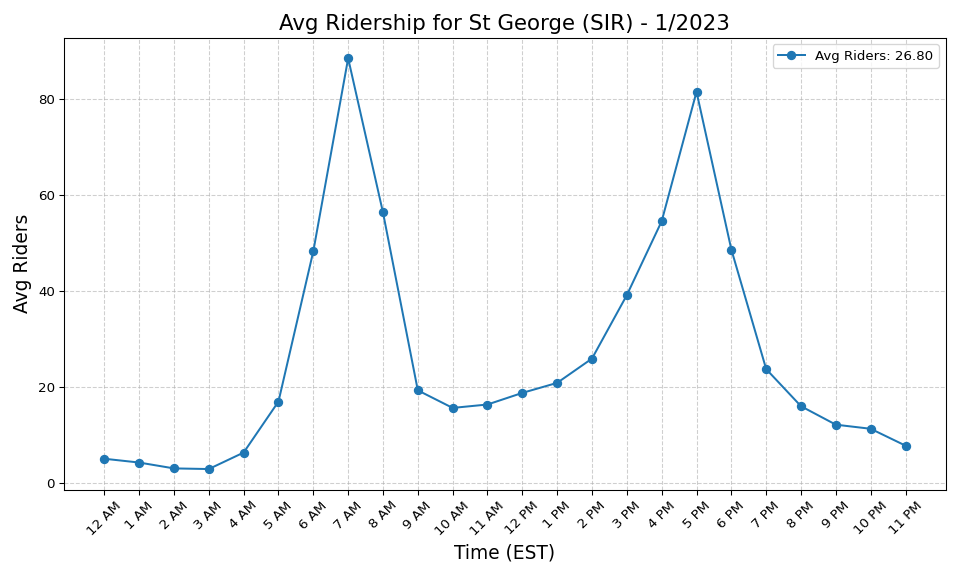 Avg Ridership for St George (SIR) - 1/2023
Avg Riders: 26.80
Avg Riders
80
60
40
20
0
12 AM 1 AM 2 AM 3 AM 4 AM 5 AM 6 AM 7 AM 8 AM 9 AM 10 AM 11 AM 12 PM 1 PM 2 PM 3 PM 4 PM 5 PM 6 PM 7 PM 8 PM 9 PM 10 PM 11 PM
Time (EST)